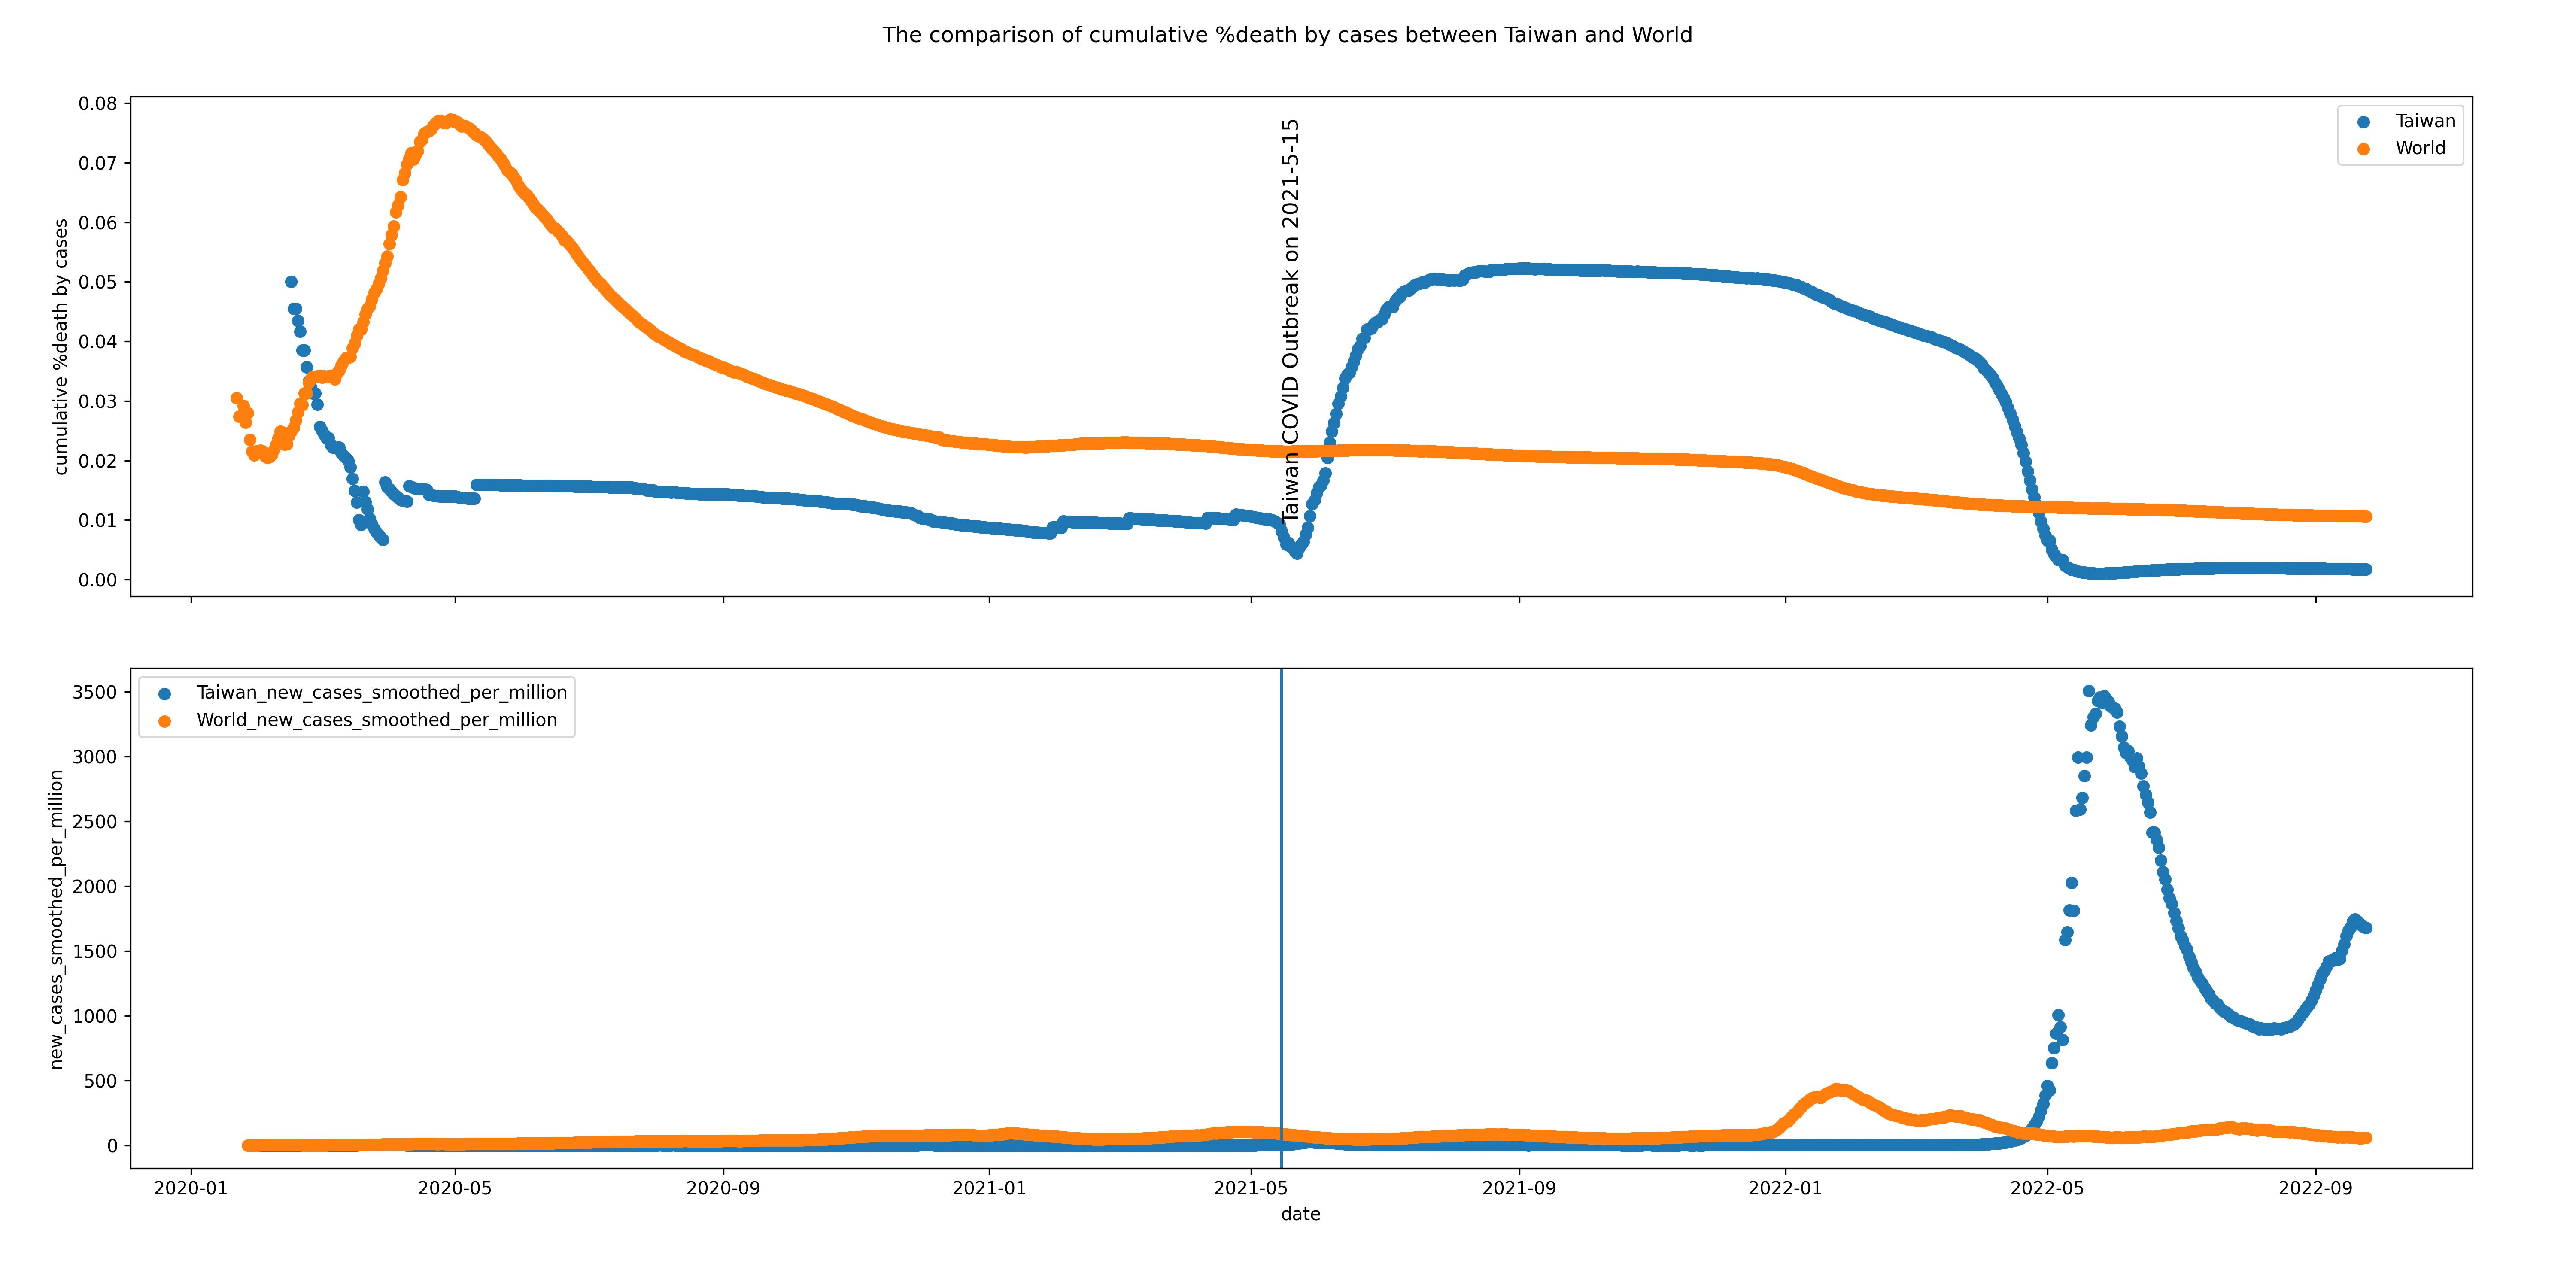 The comparison of cumulative %death by cases between Taiwan and World
0.08
0.07
0.06
0.05
0.04
0.03
0.02
0.01
0.00
cumulative %death by cases
Taiwan COVID Outbreak on 2021-5-15
Taiwan
World
3500
3000
2500
2000
1500
1000
500
0
new_cases_smoothed_per_million
Taiwan_new_cases_smoothed_per_million
World_new_cases_smoothed_per_million
2020-01 2020-05 2020-09 2021-01 2021-05 2021-09 2022-01 2022-05 2022-09
date